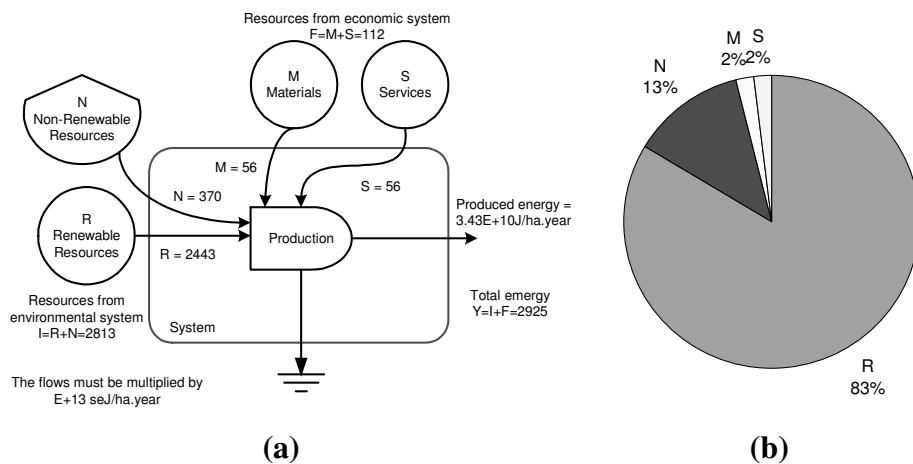 Resources from economic system
F=M+S=112
M
Materials
S
Services
N
Non-Renewable
Resources
M = 56
S = 56
N = 370
R
Renewable
Resources
R = 2443
Production
Produced energy =
3.43E+10J/ha.year
Resources from
environmental system
I=R+N=2813
System
Total emergy
Y=I+F=2925
The flows must be multiplied by
E+13 seJ/ha.year
(a)
M
2%
S
2%
N
13%
R
83%
(b)